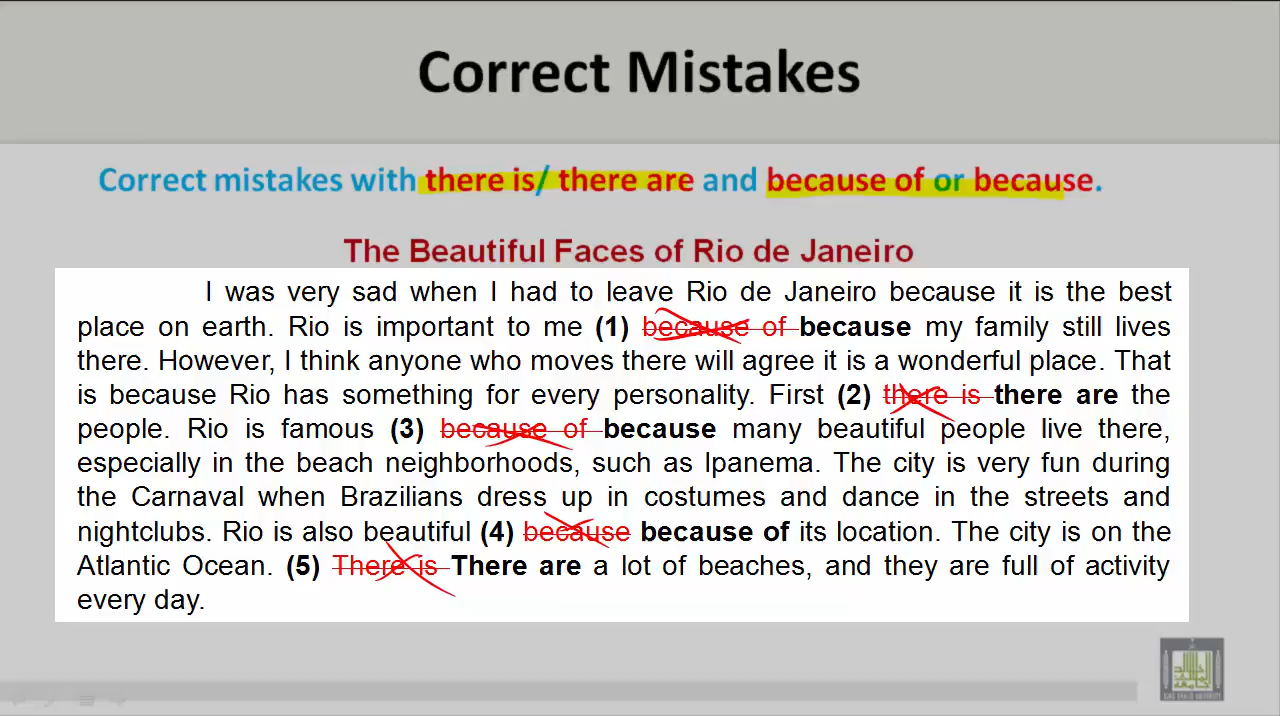 Correct Mistakes
Correct mistakes with there is/ there are and because of or because.
The Beautiful Faces of Rio de Janeiro
I was very sad when I had to leave Rio de Janeiro because it is the best
place on earth. Rio is important to me (1) because of because my family still lives
there. However, I think anyone who moves there will agree it is a wonderful place. That
is because Rio has something for every personality. First (2) there is there are the
people. Rio is famous (3) because of because many beautiful people live there,
especially in the beach neighborhoods, such as Ipanema. The city is very fun during
the Carnaval when Brazilians dress up in costumes and dance in the streets and
nightclubs. Rio is also beautiful (4) because because of its location. The city is on the
Atlantic Ocean. (5) There is There are a lot of beaches, and they are full of activity
every day.